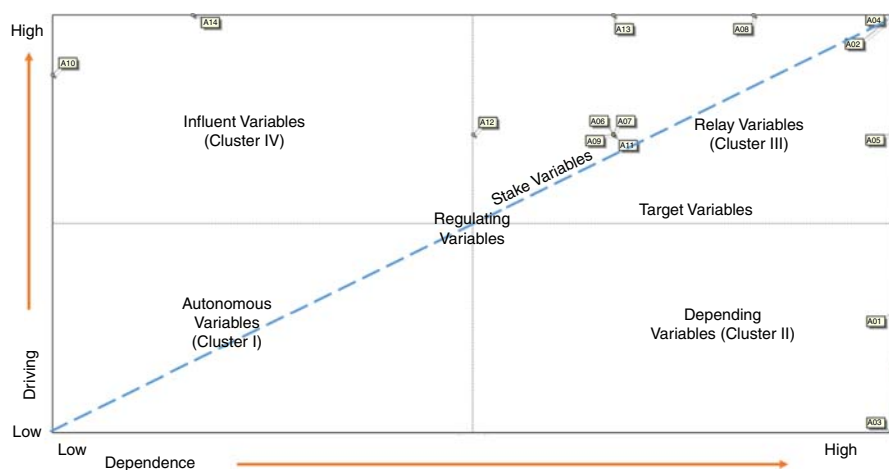 High
A14
A13
A08
A04
A02
A10
Influent Variables
(Cluster IV)
A12
A06
A07
A09
A11
Relay Variables
(Cluster III)
A05
Stake Variables
Regulating
Variables
Target Variables
Autonomous
Variables
(Cluster I)
Depending
Variables (Cluster II)
A01
A03
Driving
Low
Low
High
Dependence